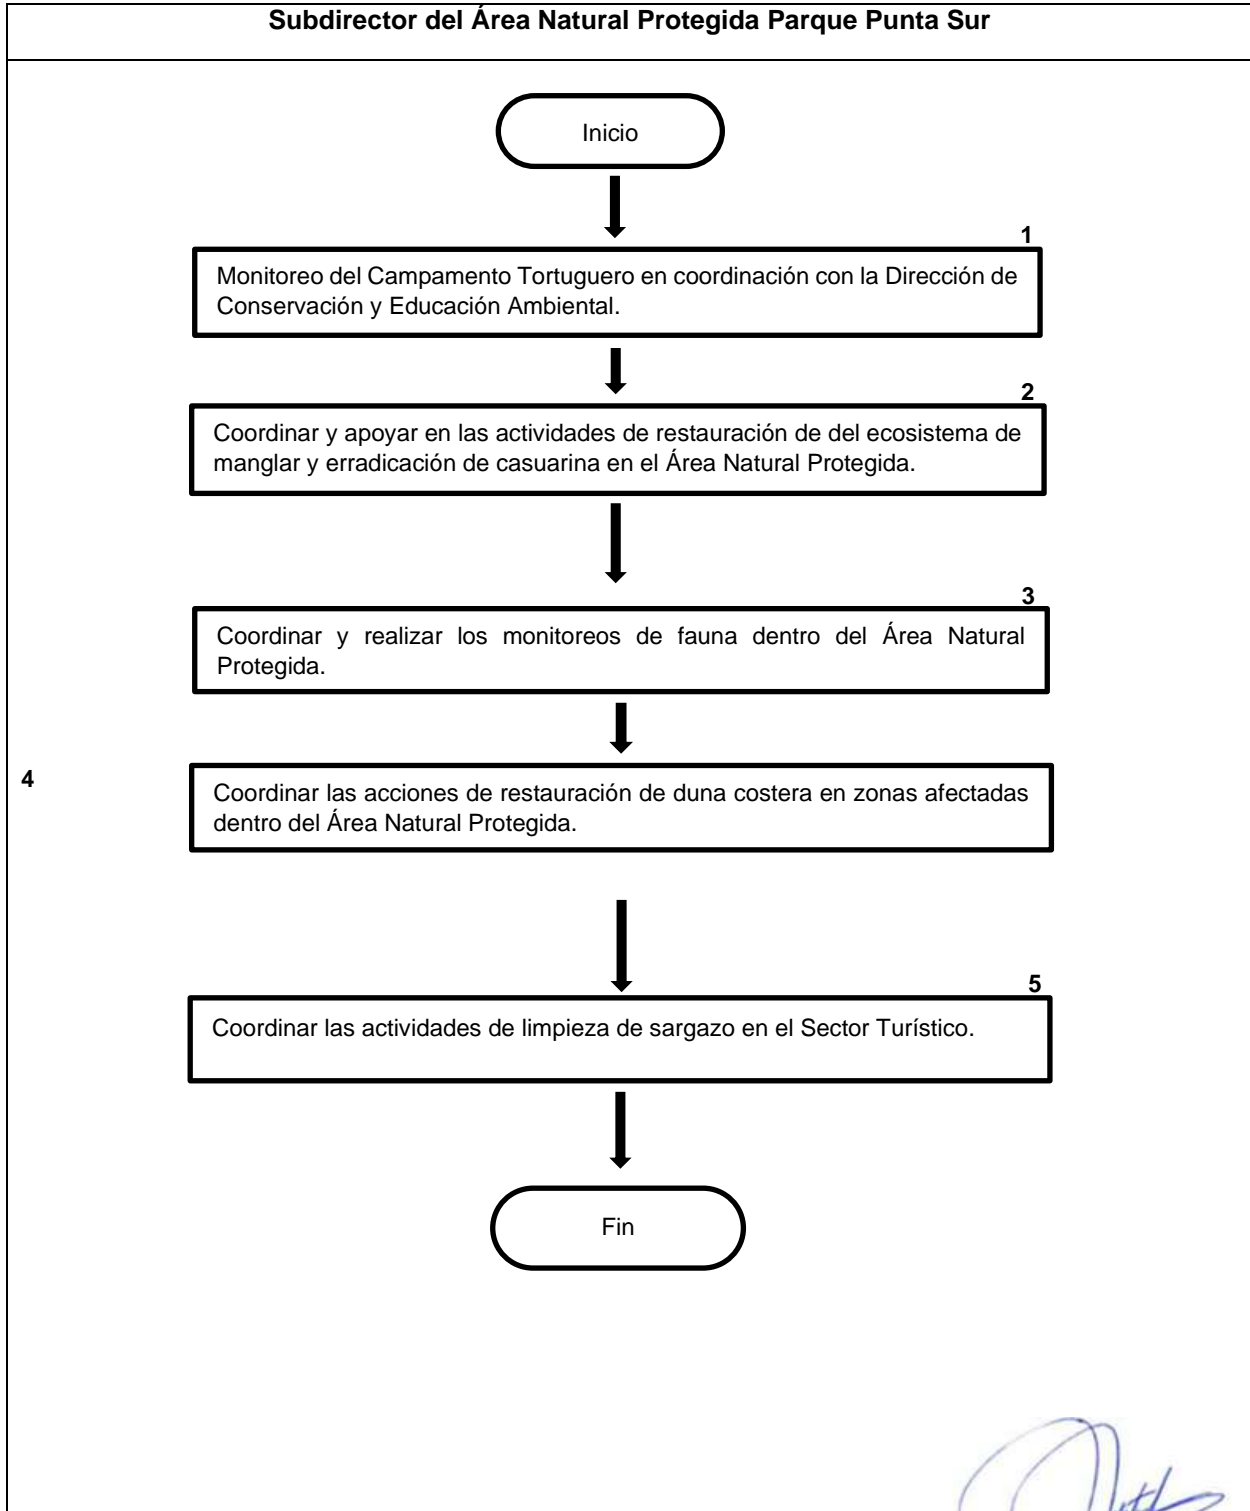 Subdirector del Área Natural Protegida Parque Punta Sur
Inicio
1
Monitoreo del Campamento Tortuguero en coordinación con la Dirección de
Conservación y Educación Ambiental.
2
Coordinar y apoyar en las actividades de restauración de del ecosistema de
manglar y erradicación de casuarina en el Área Natural Protegida.
3
Coordinar y realizar los monitoreos de fauna dentro del Área Natural
Protegida.
4
Coordinar las acciones de restauración de duna costera en zonas afectadas
dentro del Área Natural Protegida.
5
Coordinar las actividades de limpieza de sargazo en el Sector Turístico.
Fin